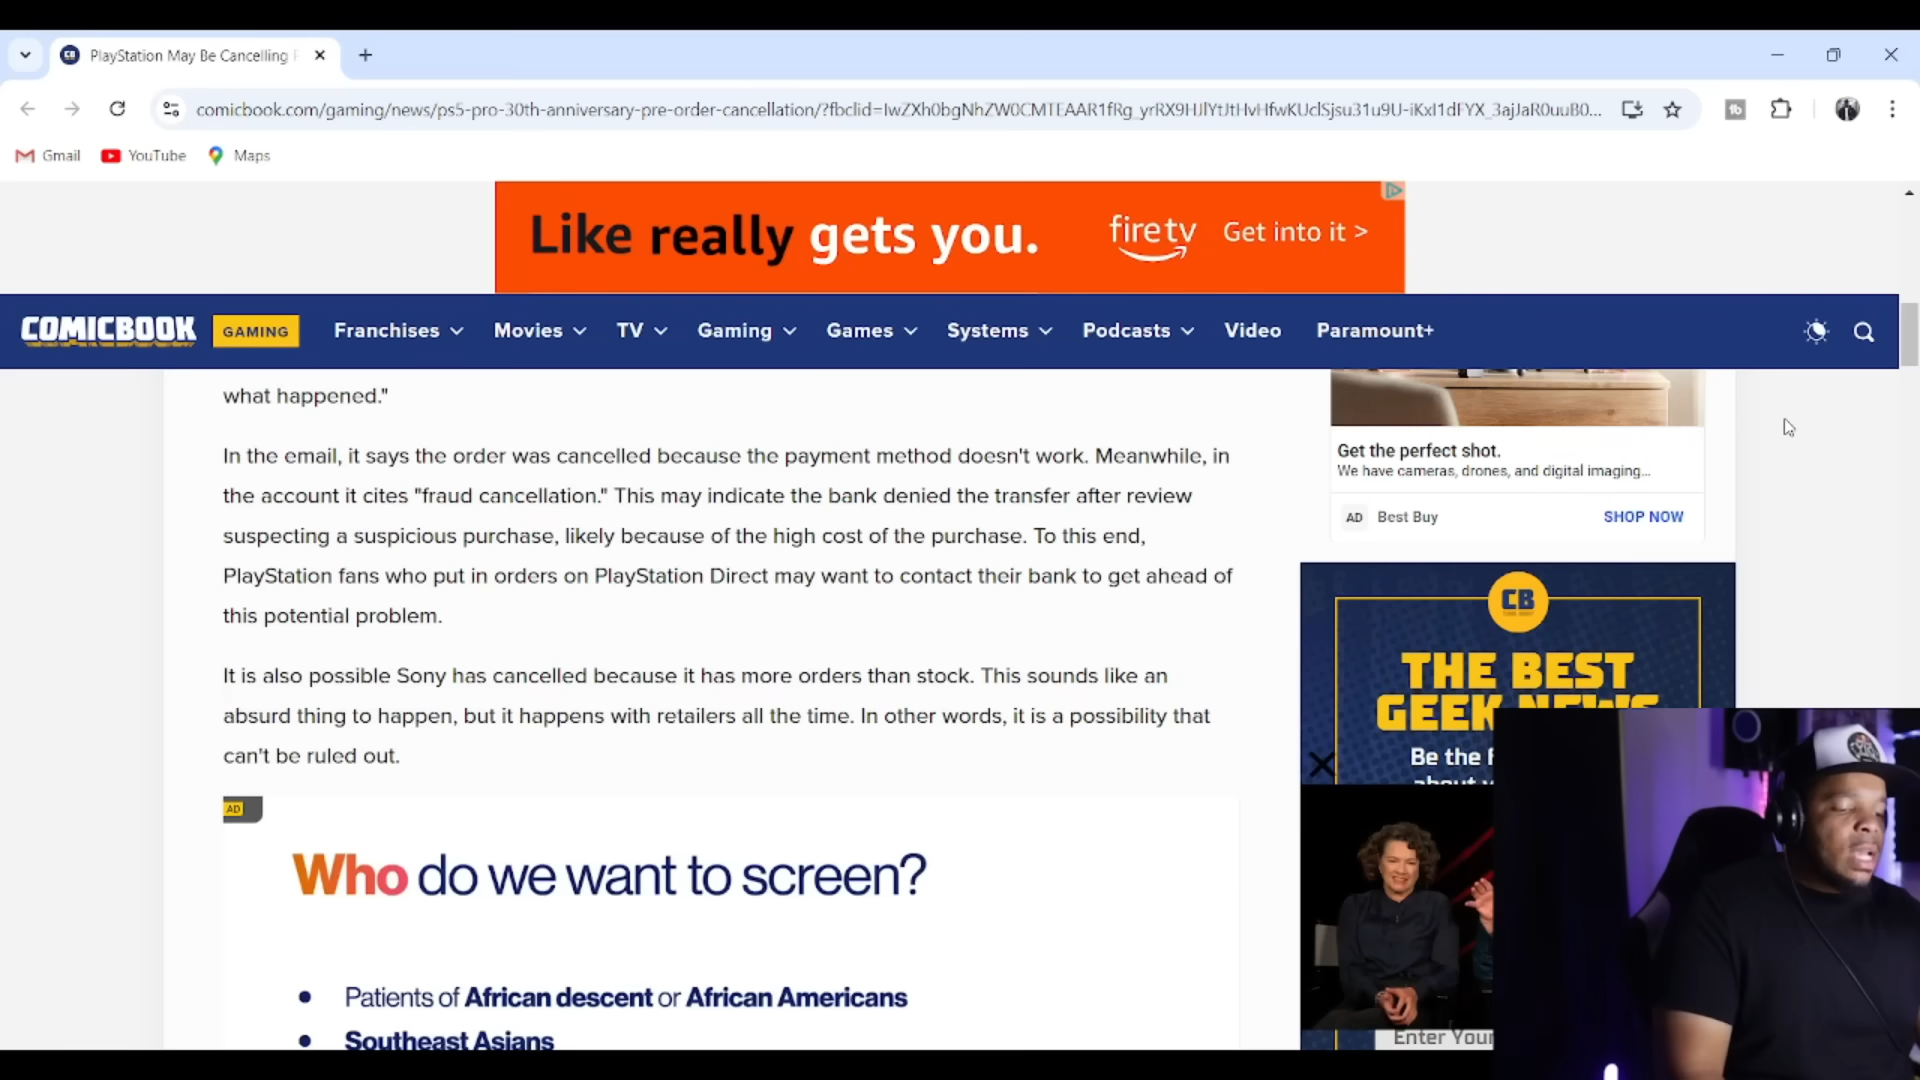 PlayStation May Be Cancelling
comicbook.com/gaming/news/ps5-pro-30th-anniversary-pre-order-cancellation/?fbclid=
Gmail YouTube Maps
Like really gets you.
fire tv Get into it >
COMICBOOK GAMING Franchises Movies TV Gaming Games Systems Podcasts Video Paramount+
what happened."
In the email, it says the order was cancelled because the payment method doesn't work. Meanwhile, in
the account it cites "fraud cancellation." This may indicate the bank denied the transfer after review
suspecting a suspicious purchase, likely because of the high cost of the purchase. To this end,
PlayStation fans who put in orders on PlayStation Direct may want to contact their bank to get ahead of
this potential problem.
It is also possible Sony has cancelled because it has more orders than stock. This sounds like an
absurd thing to happen, but it happens with retailers all the time. In other words, it is a possibility that
can't be ruled out.
AD
Who do we want to screen?
• Patients of African descent or African Americans
• Southeast Asians
Get the perfect shot.
We have cameras, drones, and digital imaging...
AD Best Buy SHOP NOW
CB
THE BEST
GEEK NEWS
Be the
Enter Your